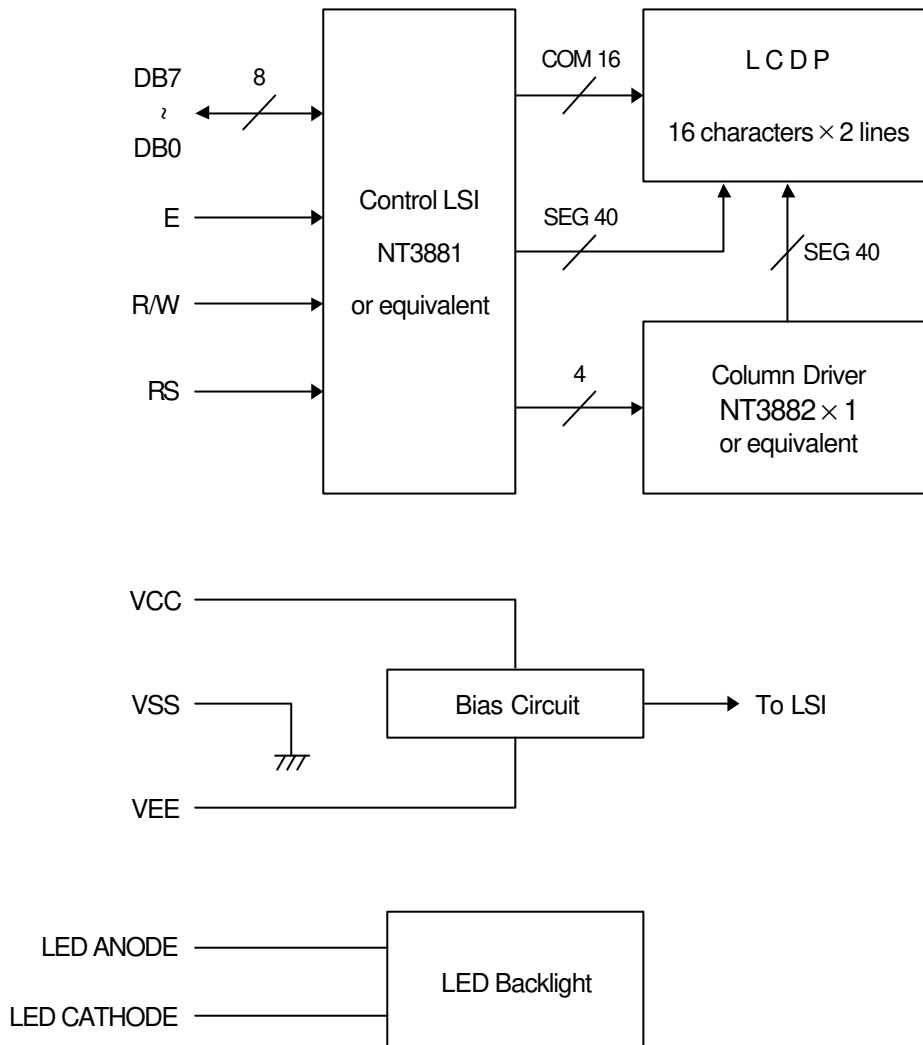 DB7
~
DB0
8
E
R/W
RS
Control LSI
NT3881
or equivalent
COM 16
SEG 40
4
L C D P
16 characters × 2 lines
SEG 40
Column Driver
NT3882 × 1
or equivalent
VCC
VSS
VEE
Bias Circuit
To LSI
LED ANODE
LED CATHODE
LED Backlight